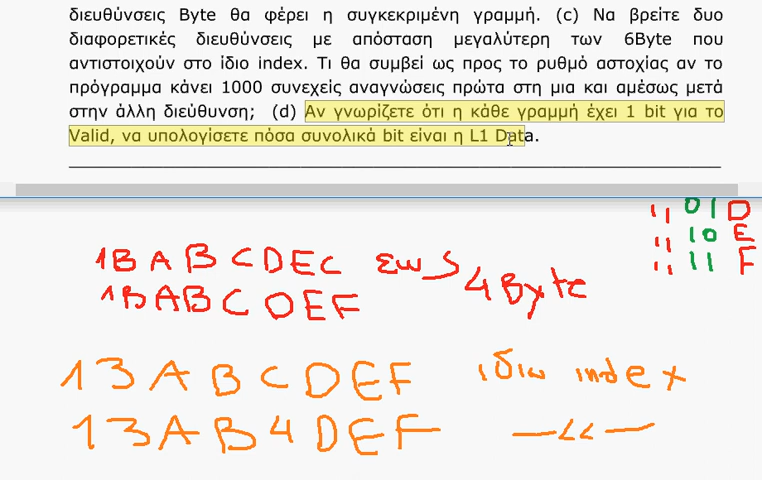 διευθύνσεις Byte θα φέρει η συγκεκριμένη γραμμή. (c) Να βρείτε δυο
διαφορετικές διευθύνσεις με απόσταση μεγαλύτερη των 6Byte που
αντιστοιχούν στο ίδιο index. Τι θα συμβεί ως προς το ρυθμό αστοχίας αν το
πρόγραμμα κάνει 1000 συνεχείς αναγνώσεις πρώτα στη μια και αμέσως μετά
στην άλλη διεύθυνση; (d) Αν γνωρίζετε ότι η κάθε γραμμή έχει 1 bit για το
Valid, να υπολογίσετε πόσα συνολικά bit είναι η L1 Data.
11 01 D
11 10 E
11 11 F
1BABCDEC εως 4 Byte
1BABCDEF
13ABCDEF ιδιω index
13AB4DEF —<<—